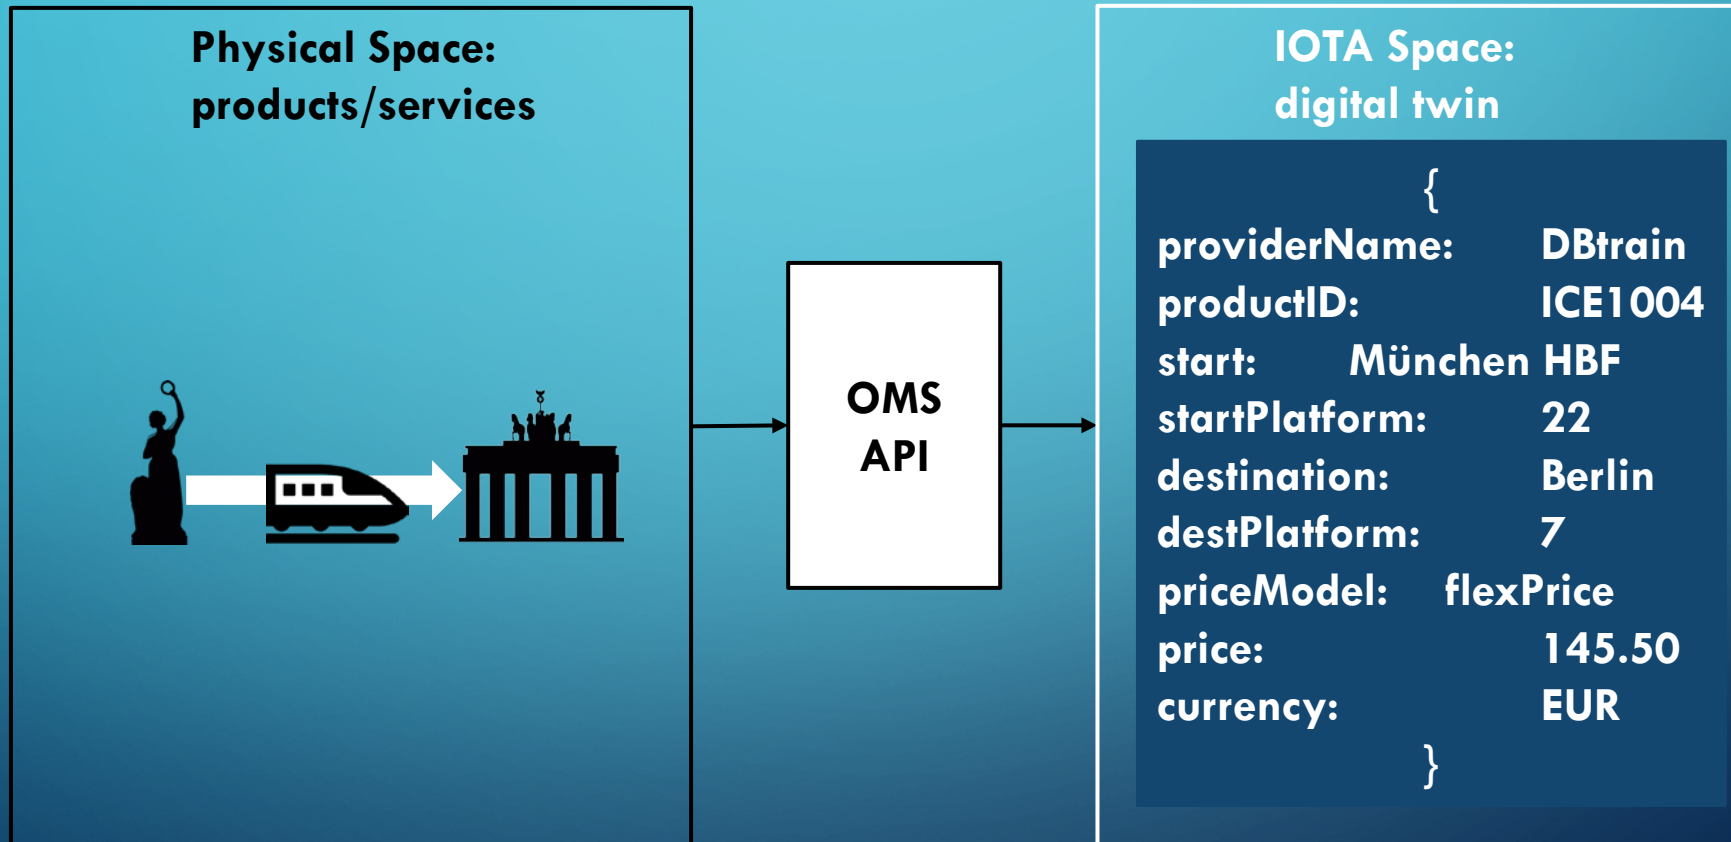 Physical Space:
products/services
OMS
API
IOTA Space:
digital twin
{
providerName: DBtrain
productID: ICE1004
start: München HBF
startPlatform: 22
destination: Berlin
destPlatform: 7
priceModel: flexPrice
price: 145.50
currency: EUR
}